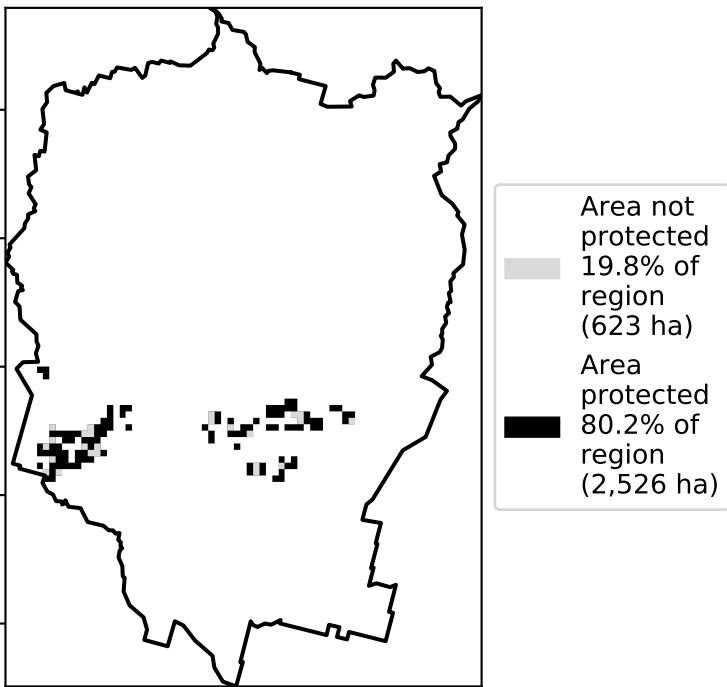 Area not
protected
19.8% of
region
(623 ha)
Area
protected
80.2% of
region
(2,526 ha)